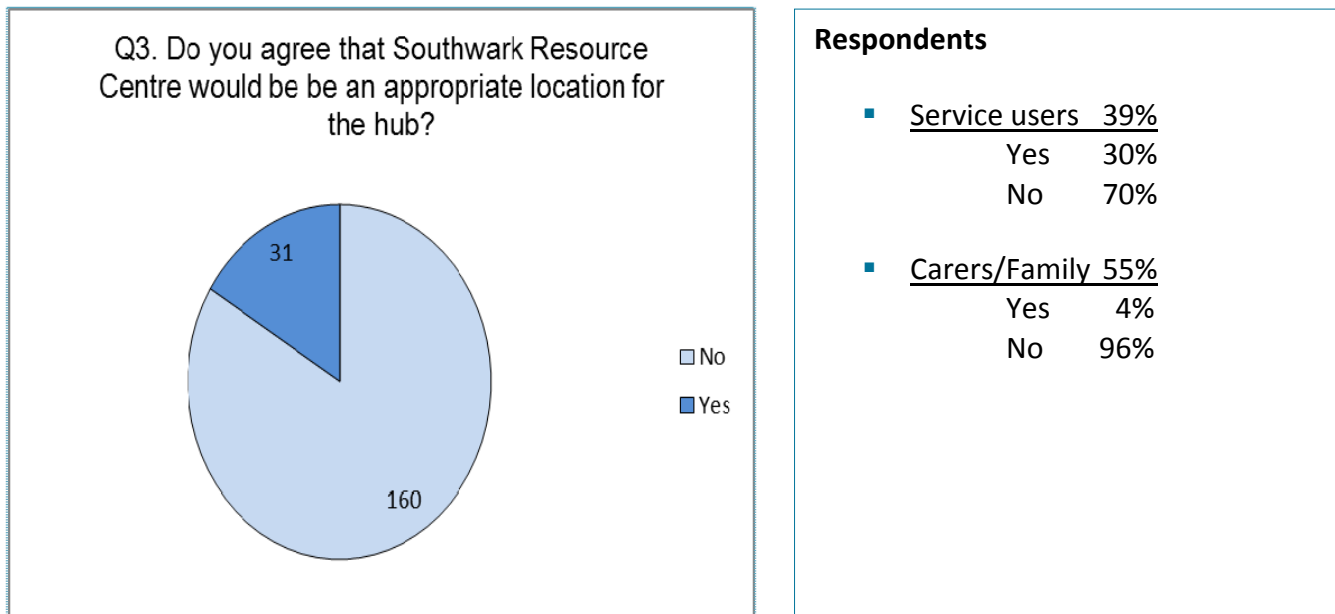 Q3. Do you agree that Southwark Resource
Centre would be be an appropriate location for
the hub?
31
160
No
Yes
Respondents
Service users 39%
Yes 30%
No 70%
Carers/Family 55%
Yes 4%
No 96%